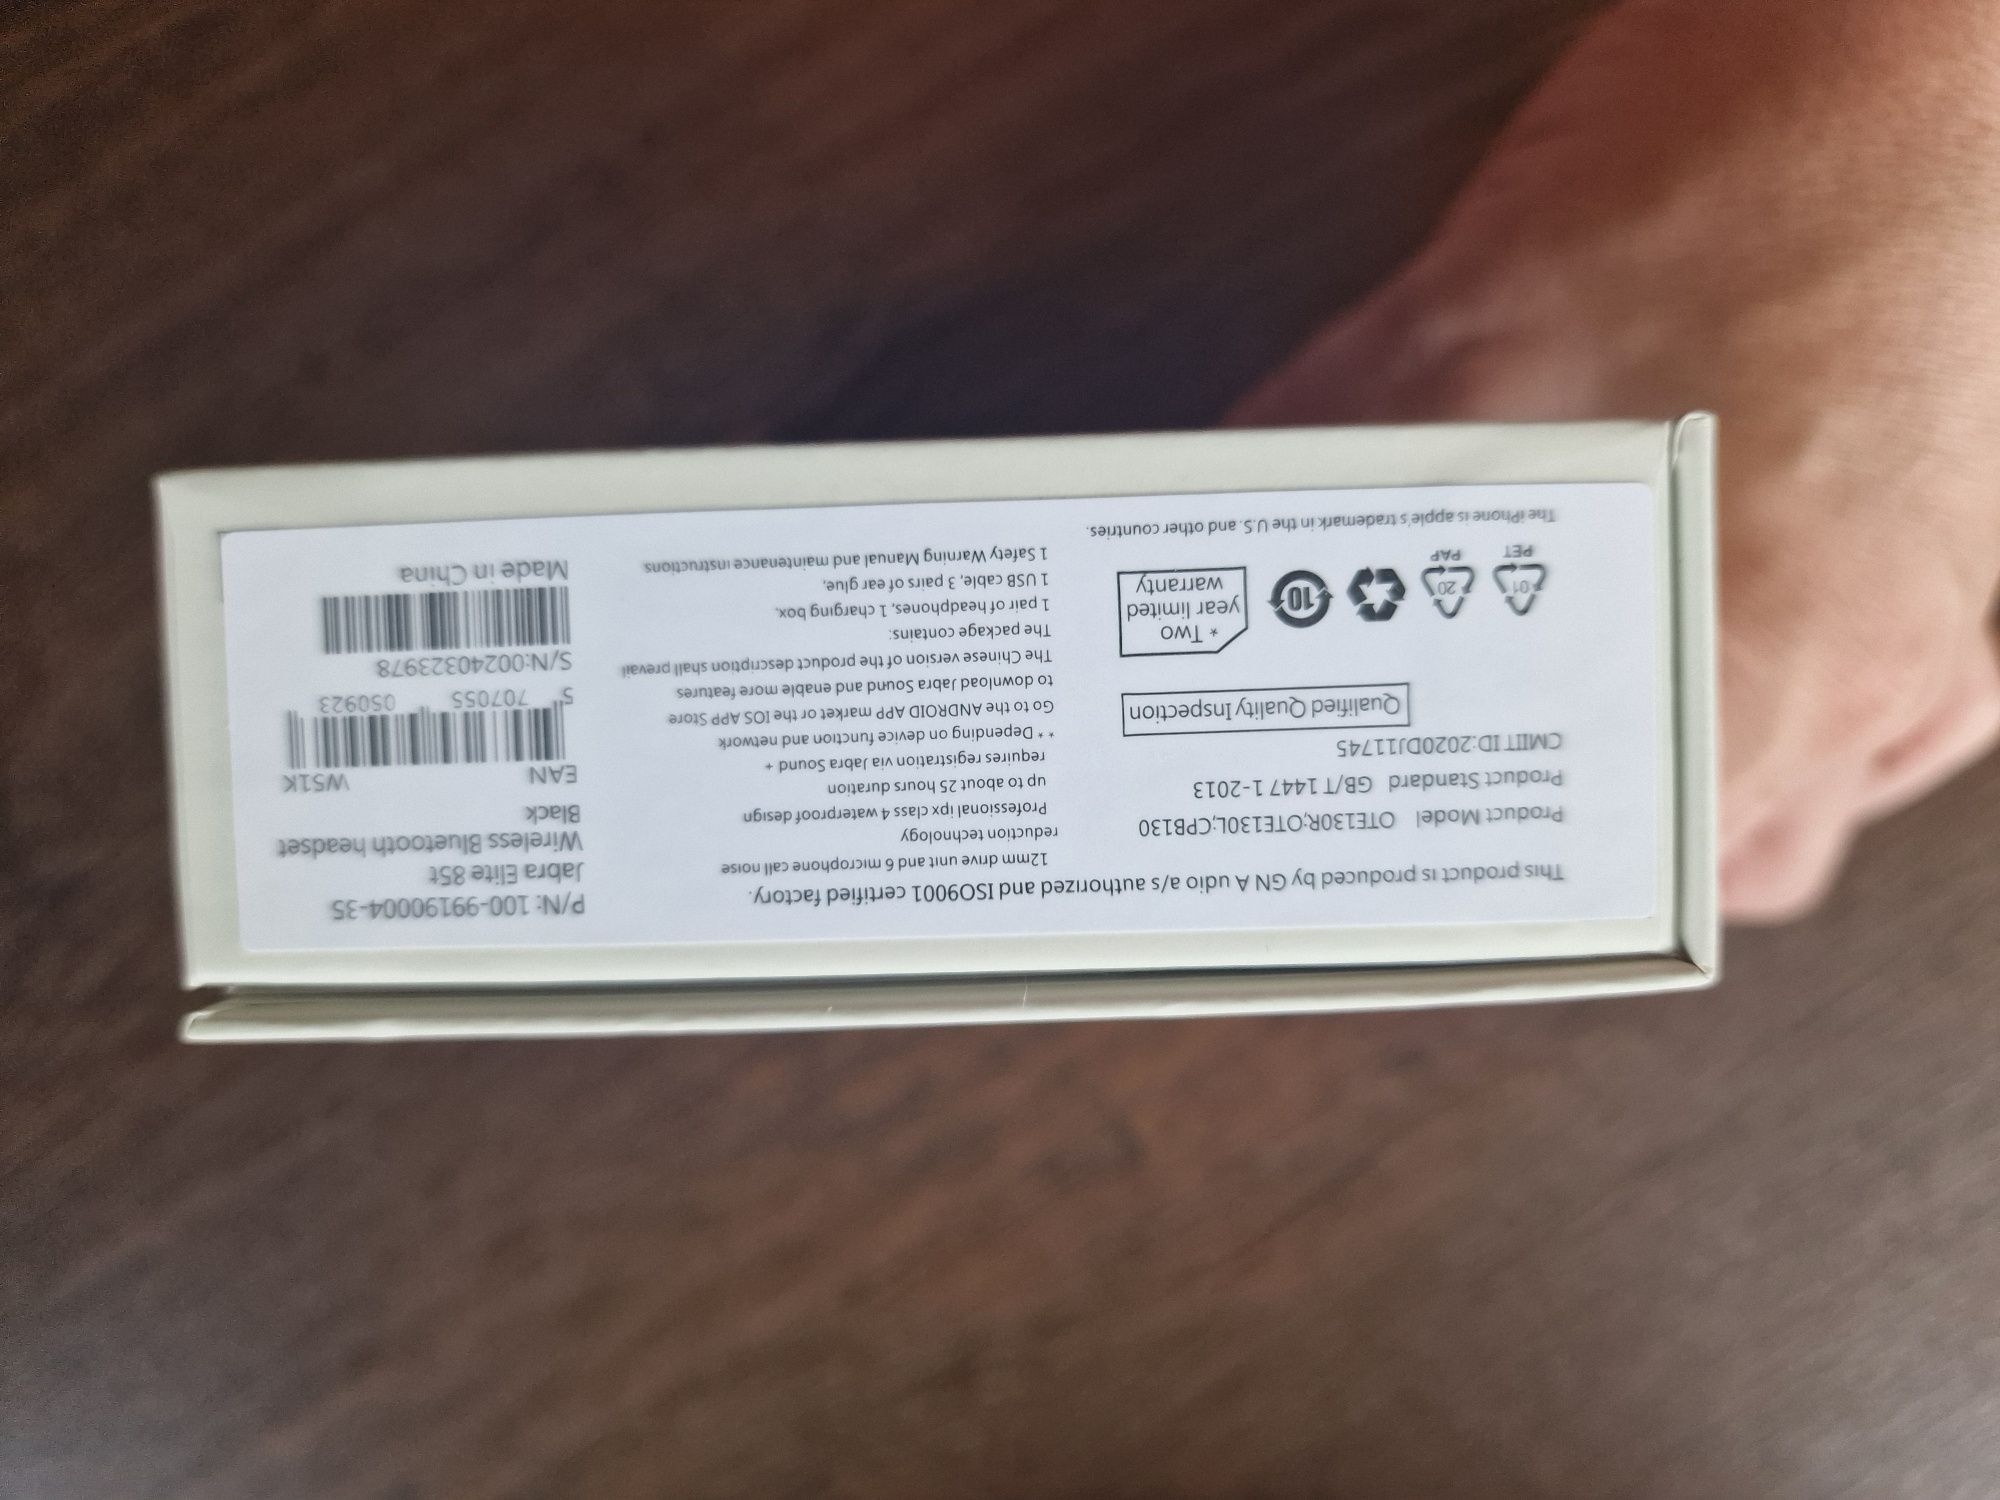 This product is produced by GN A udio a/s authorized and ISO9001 certified factory.
Product Model OTE130R;OTE130L;CPB130
Product Standard GB/T 1447 1-2013
CMIIT ID:2020DJ11745
Qualified Quality Inspection
* Two
year limited
warranty
10
20
PAP
01
PET
The iPhone is apple's trademark in the U.S. and other countries.
12mm drive unit and 6 microphone call noise
reduction technology
Professional ipx class 4 waterproof design
up to about 25 hours duration
requires registration via Jabra Sound +
* * Depending on device function and network
Go to the ANDROID APP market or the IOS APP Store
to download Jabra Sound and enable more features
The Chinese version of the product description shall prevail
The package contains:
1 pair of headphones, 1 charging box,
1 USB cable, 3 pairs of ear glue,
1 Safety Warning Manual and maintenance instructions
P/N: 100-99190004-35
Jabra Elite 85t
Wireless Bluetooth headset
Black
EAN W51K
5 707055 050923
S/N:00240323978
Made in China